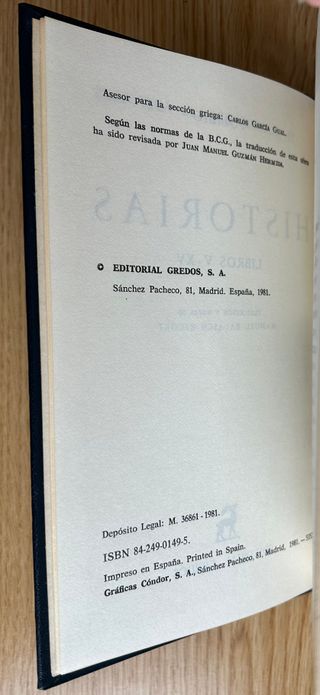 Asesor para la sección griega: CARLOS GARCÍA GUAL.
Según las normas de la B.C.G., la traducción de esta obra
ha sido revisada por JUAN MANUEL GUZMÁN HERMIDA.
HISTORIAS
LIBROS V-XV
© EDITORIAL GREDOS, S. A.
Sánchez Pacheco, 81, Madrid. España, 1981.
Depósito Legal: M. 36861-1981.
ISBN 84-249-0149-5.
Impreso en España. Printed in Spain.
Gráficas Cóndor, S. A., Sánchez Pacheco, 81, Madrid, 1981. —